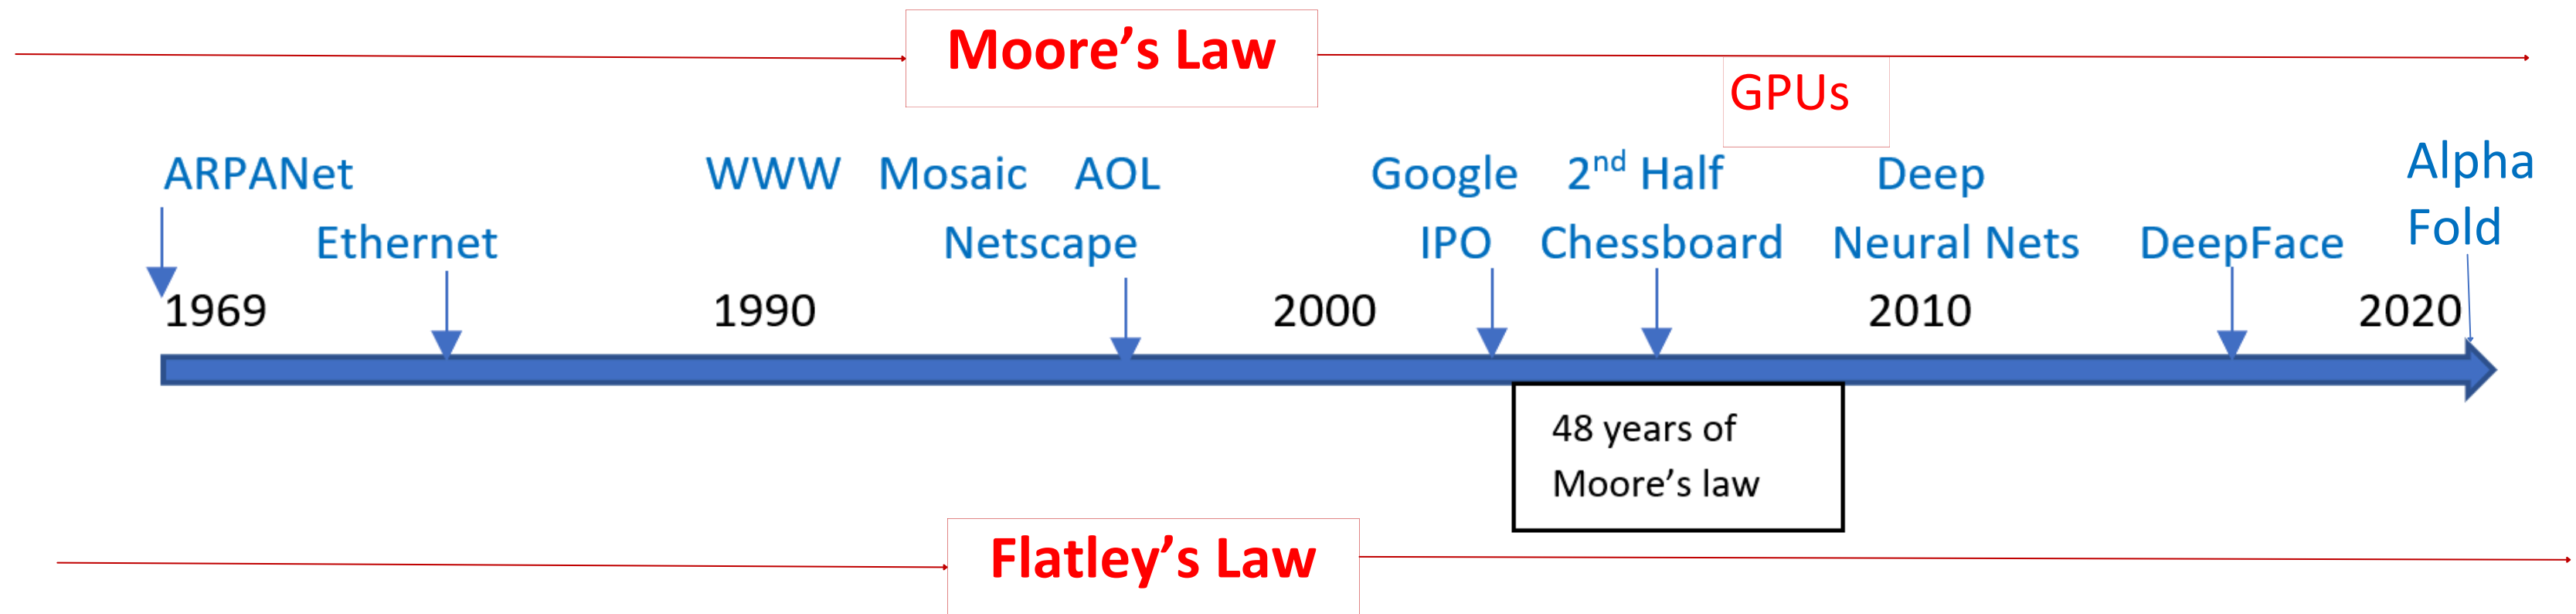 Moore's Law
GPUs
ARPANet
WWW Mosaic AOL
Google
2nd Half
Deep
Alpha
Ethernet
Netscape
IPO
Chessboard
Neural Nets
DeepFace
Fold
1969
1990
2000
2010
2020
48 years of
Moore's law
Flatley's Law